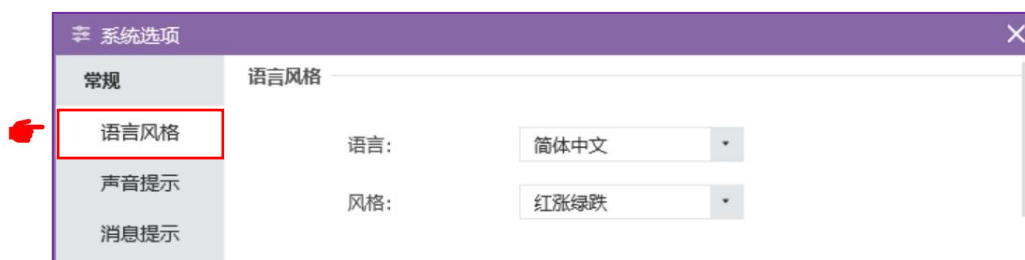 系统选项
常规
语言风格
声音提示
消息提示
语言风格
语言:
简体中文
风格:
红涨绿跌